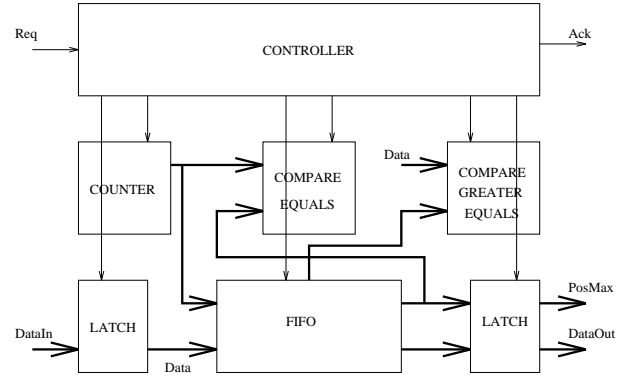 Req
CONTROLLER
Ack
COUNTER
COMPARE
EQUALS
Data
COMPARE
GREATER
EQUALS
DataIn
LATCH
Data
FIFO
LATCH
PosMax
DataOut